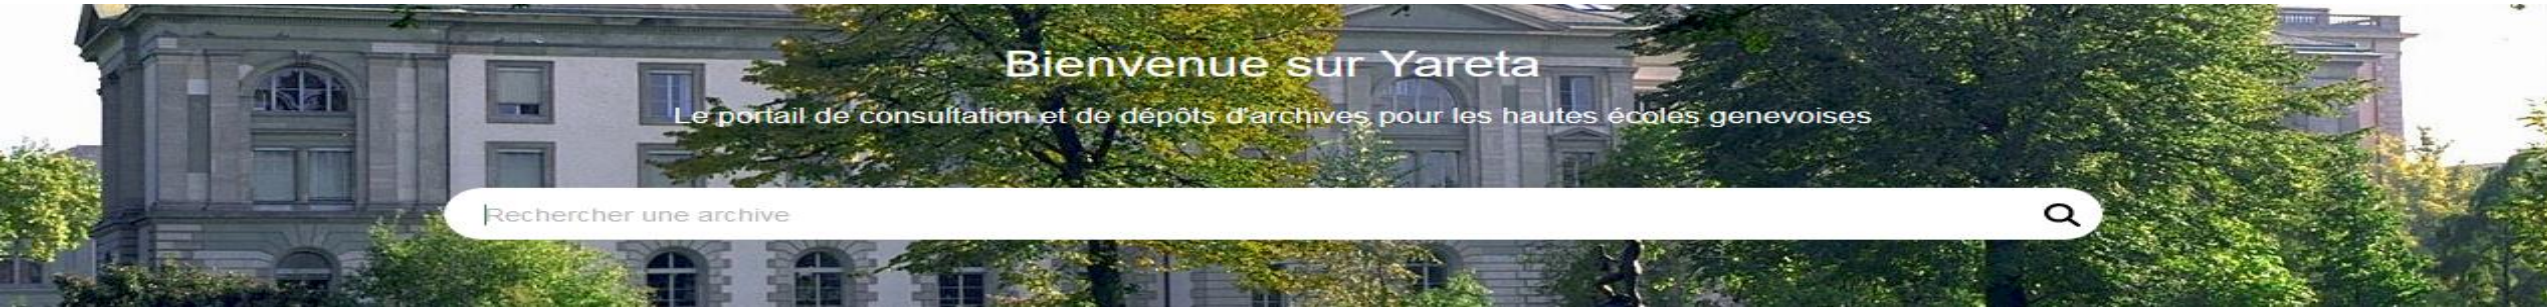 Bienvenue sur Yareta
Le portail de consultation et de dépôts d'archives pour les hautes écoles genevoises
Rechercher une archive